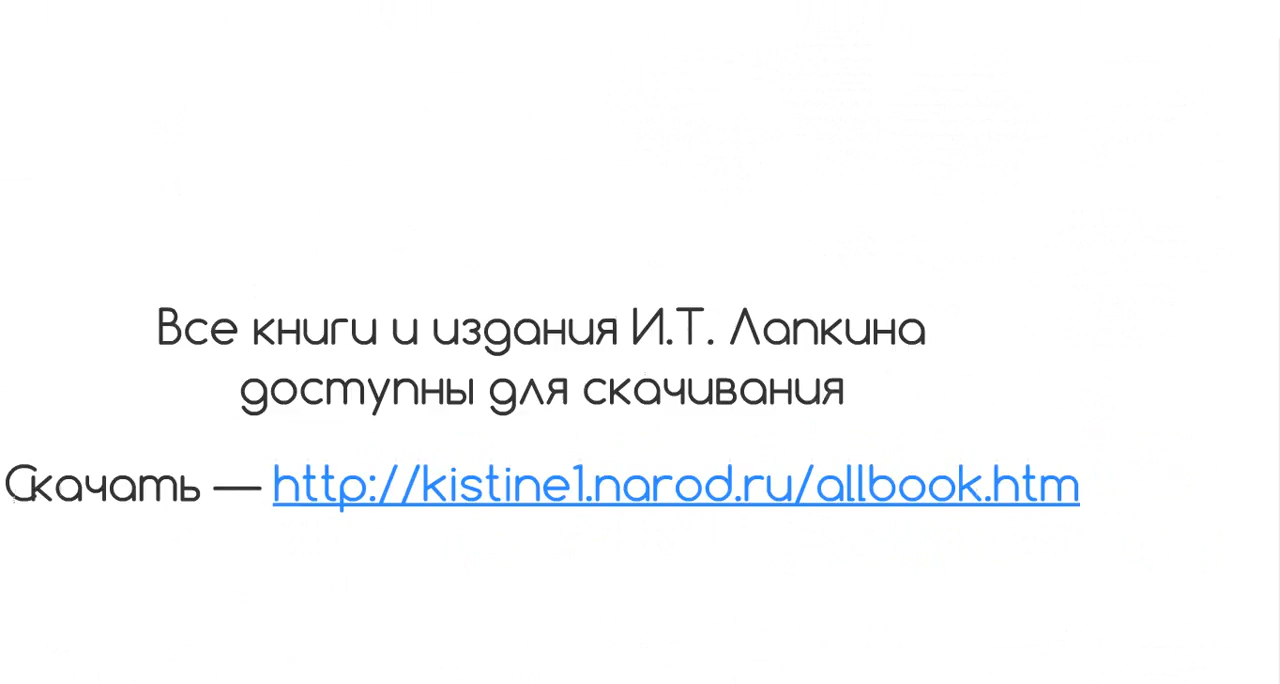 Все книги и издания И.Т. Лапкина
доступны для скачивания
Скачать — http://kistine1.narod.ru/allbook.htm